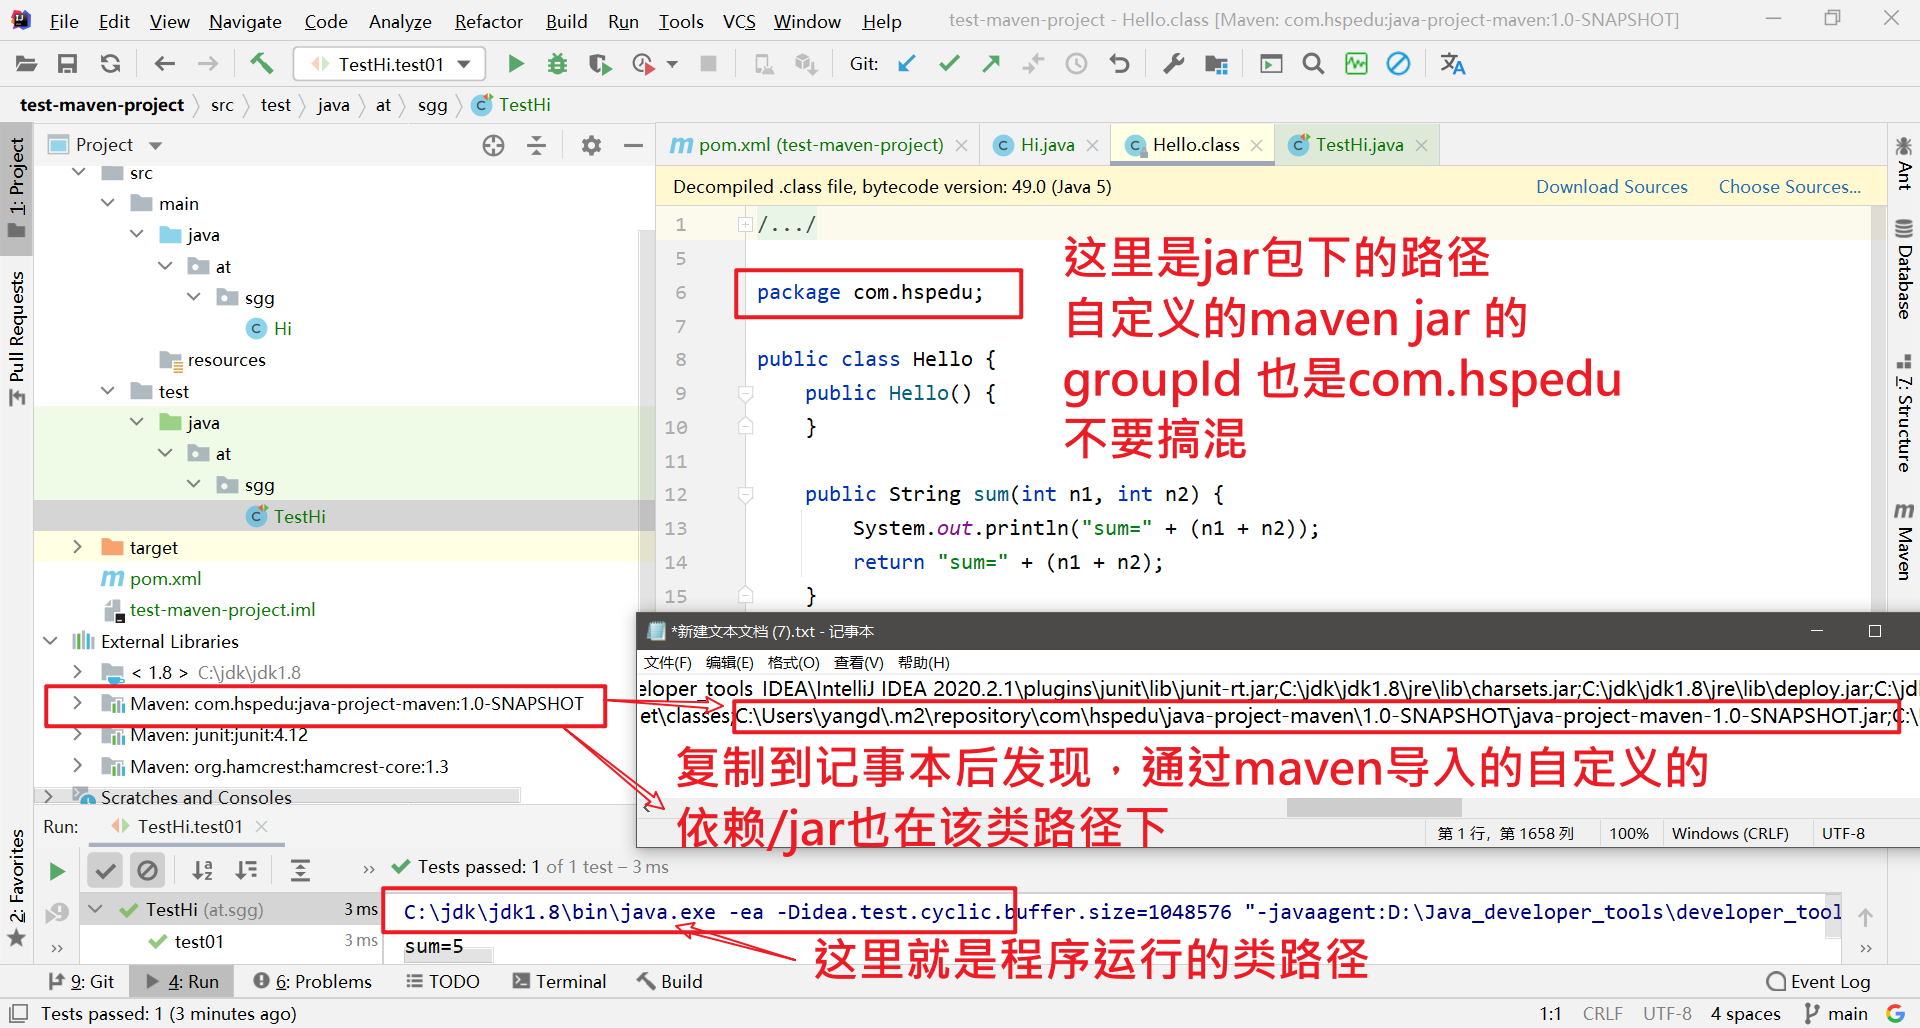 File Edit View Navigate Code Analyze Refactor Build Run Tools VCS Window Help test-maven-project - Hello.class [Maven: com.hspedu:java-project-maven:1.0-SNAPSHOT]
TestHi.test01 Git:
test-maven-project src test java at sgg TestHi
1: Project
Pull Requests
2: Favorites
Project
src
main
java
at
sgg
Hi
resources
test
java
at
sgg
TestHi
target
pom.xml
test-maven-project.iml
External Libraries
< 1.8 > C:\jdk\jdk1.8
Maven: com.hspedu:java-project-maven:1.0-SNAPSHOT
Maven: junit:junit:4.12
Maven: org.hamcrest:hamcrest-core:1.3
Scratches and Consoles
pom.xml (test-maven-project) Hi.java Hello.class TestHi.java
Decompiled .class file, bytecode version: 49.0 (Java 5) Download Sources Choose Sources...
1 /.../
5
6 package com.hspedu;
7
8 public class Hello {
9 public Hello() {
10 }
11
12 public String sum(int n1, int n2) {
13 System.out.println("sum=" + (n1 + n2));
14 return "sum=" + (n1 + n2);
15 }
这里是jar包下的路径
自定义的maven jar 的
groupId 也是com.hspedu
不要搞混
Ant
Database
7: Structure
Maven
*新建文本文档 (7).txt - 记事本
文件(F) 编辑(E) 格式(O) 查看(V) 帮助(H)
eloper_tools IDEA\IntelliJ IDEA 2020.2.1\plugins\junit\lib\junit-rt.jar;C:\jdk\jdk1.8\jre\lib\charsets.jar;C:\jdk\jdk1.8\jre\lib\deploy.jar;C:\jd
et\classes;C:\Users\yangd\.m2\repository\com\hspedu\java-project-maven\1.0-SNAPSHOT\java-project-maven-1.0-SNAPSHOT.jar;C:\
复制到记事本后发现，通过maven导入的自定义的
依赖/jar也在该类路径下
第 1 行，第 1658 列 100% Windows (CRLF) UTF-8
Run: TestHi.test01
Tests passed: 1 of 1 test – 3 ms
TestHi (at.sgg) 3 ms
test01 3 ms
C:\jdk\jdk1.8\bin\java.exe -ea -Didea.test.cyclic.buffer.size=1048576 "-javaagent:D:\Java_developer_tools\developer_tool
sum=5
这里就是程序运行的类路径
9: Git 4: Run 6: Problems TODO Terminal Build Event Log
Tests passed: 1 (3 minutes ago) 1:1 CRLF UTF-8 4 spaces main